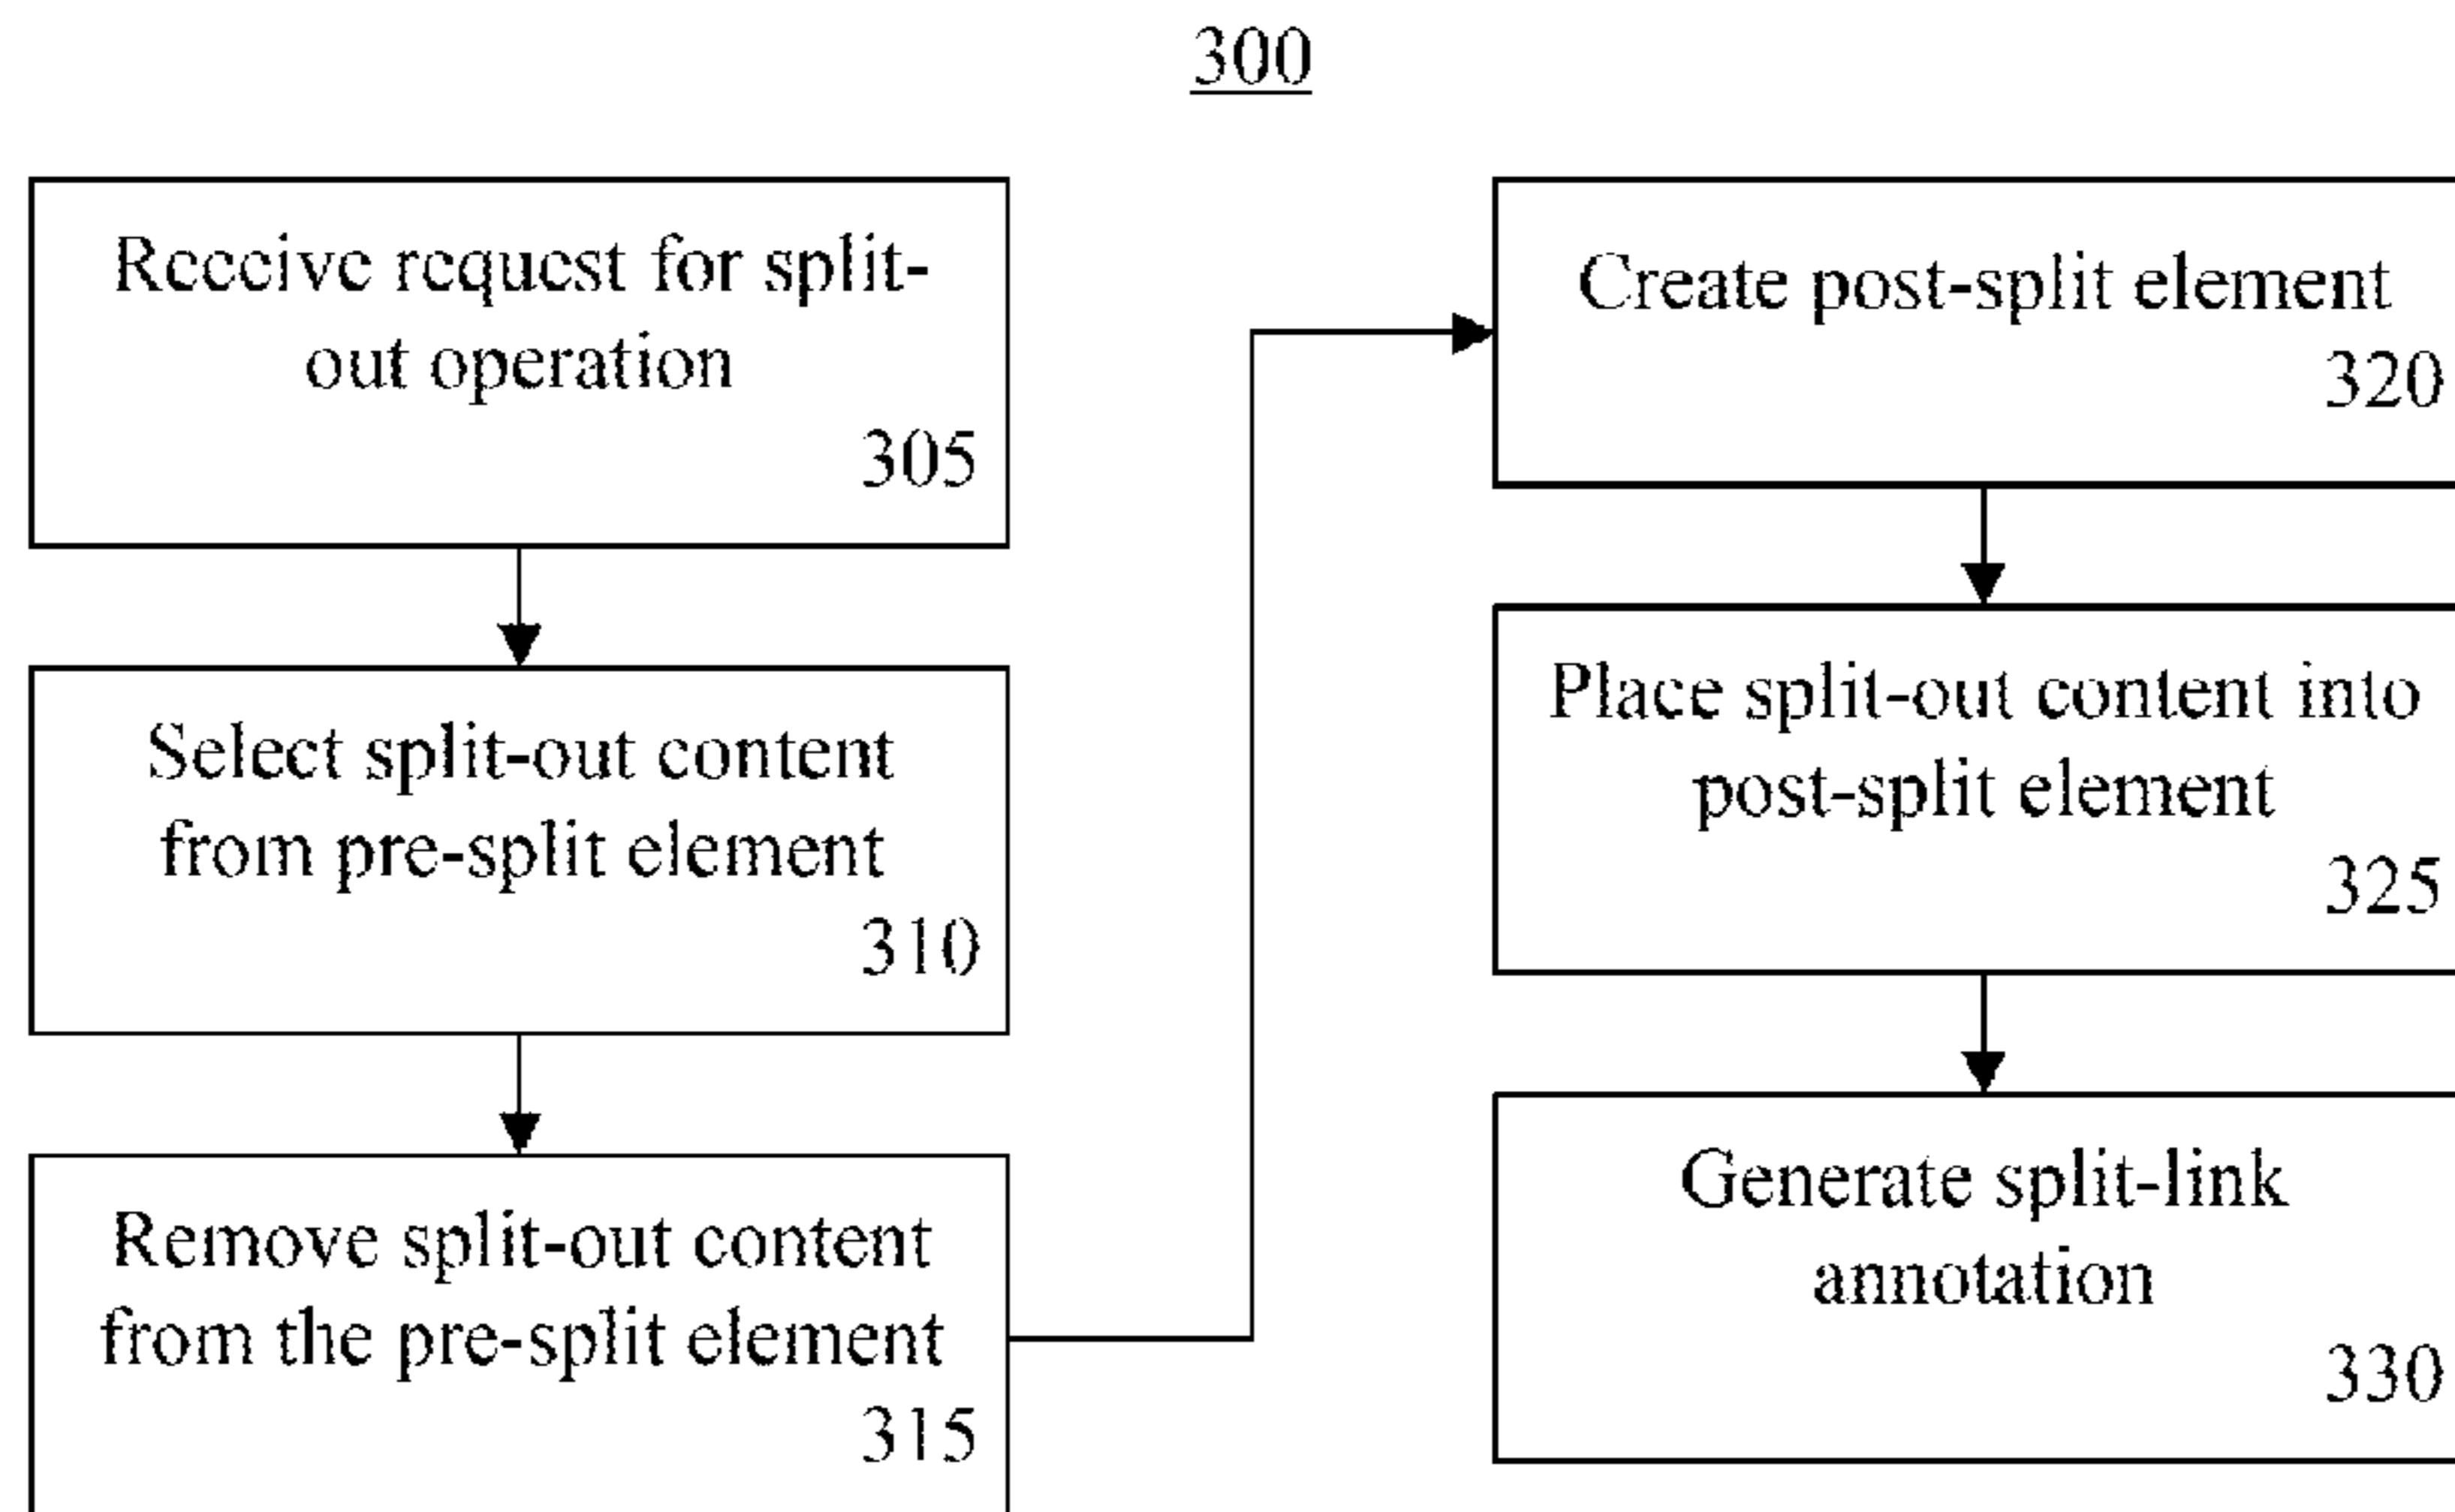 300
Receive request for split-
out operation
305
Select split-out content
from pre-split element
310
Remove split-out content
from the pre-split element
315
Create post-split element
320
Place split-out content into
post-split element
325
Generate split-link
annotation
330